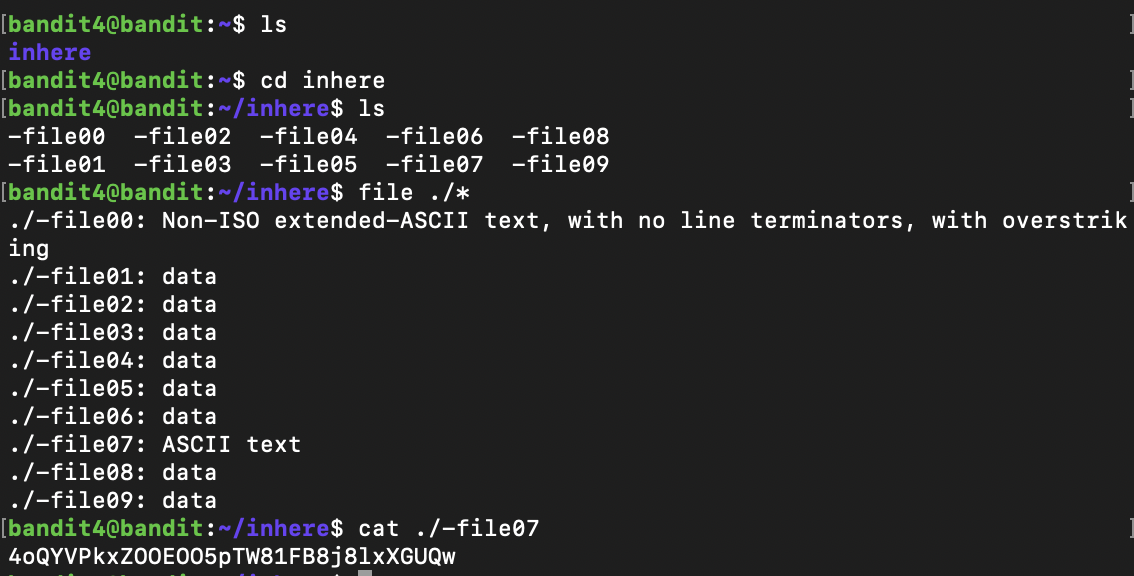 [bandit4@bandit:~$ ls ]
inhere
[bandit4@bandit:~$ cd inhere ]
[bandit4@bandit:~/inhere$ ls ]
-file00  -file02  -file04  -file06  -file08
-file01  -file03  -file05  -file07  -file09
[bandit4@bandit:~/inhere$ file ./* ]
./-file00: Non-ISO extended-ASCII text, with no line terminators, with overstrik
ing
./-file01: data
./-file02: data
./-file03: data
./-file04: data
./-file05: data
./-file06: data
./-file07: ASCII text
./-file08: data
./-file09: data
[bandit4@bandit:~/inhere$ cat ./-file07 ]
4oQYVPkxZOOEOO5pTW81FB8j8lxXGUQw